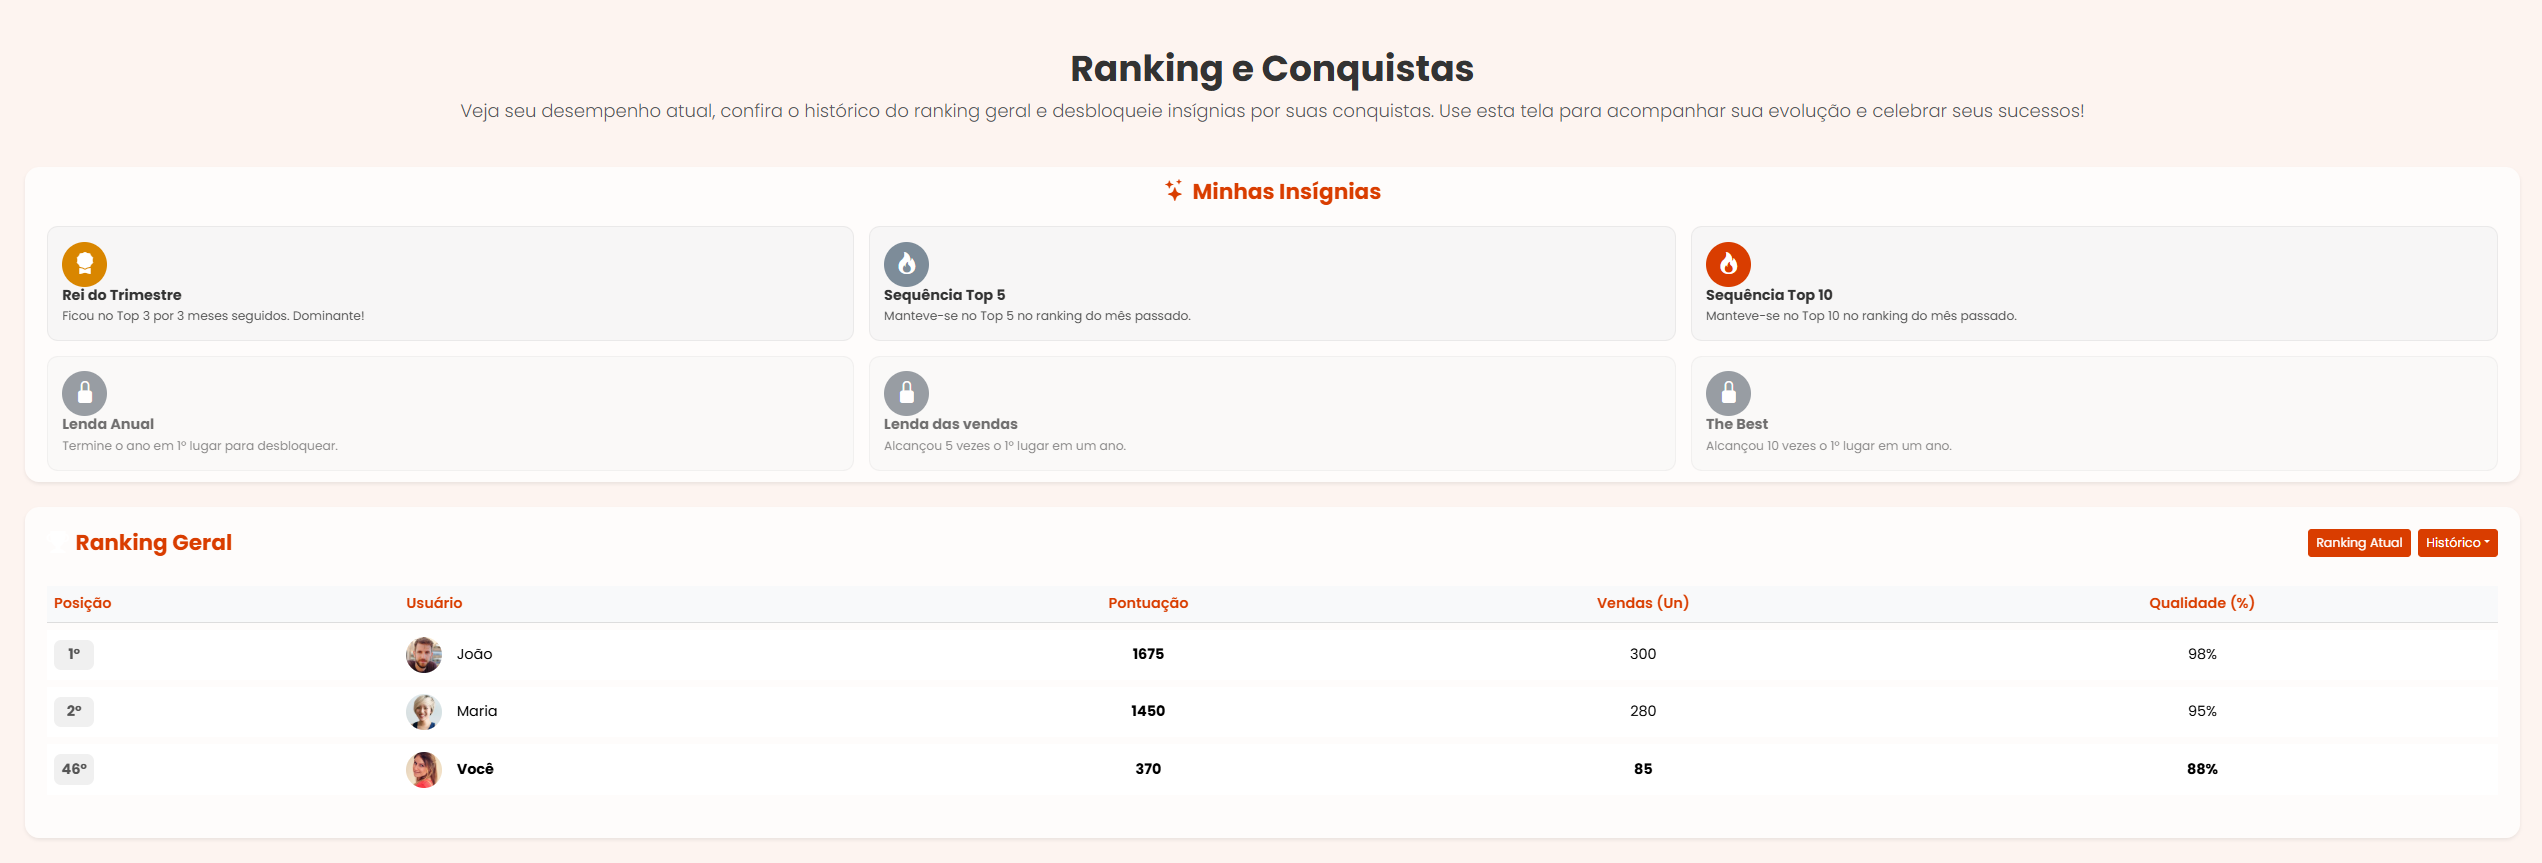 Ranking e Conquistas
Veja seu desempenho atual, confira o histórico do ranking geral e desbloqueie insígnias por suas conquistas. Use esta tela para acompanhar sua evolução e celebrar seus sucessos!
Minhas Insígnias
Rei do Trimestre
Ficou no Top 3 por 3 meses seguidos. Dominante!
Sequência Top 5
Manteve-se no Top 5 no ranking do mês passado.
Sequência Top 10
Manteve-se no Top 10 no ranking do mês passado.
Lenda Anual
Termine o ano em 1º lugar para desbloquear.
Lenda das vendas
Alcançou 5 vezes o 1º lugar em um ano.
The Best
Alcançou 10 vezes o 1º lugar em um ano.
Ranking Geral
Ranking Atual Histórico
Posição Usuário Pontuação Vendas (Un) Qualidade (%)
1º João 1675 300 98%
2º Maria 1450 280 95%
46º Você 370 85 88%